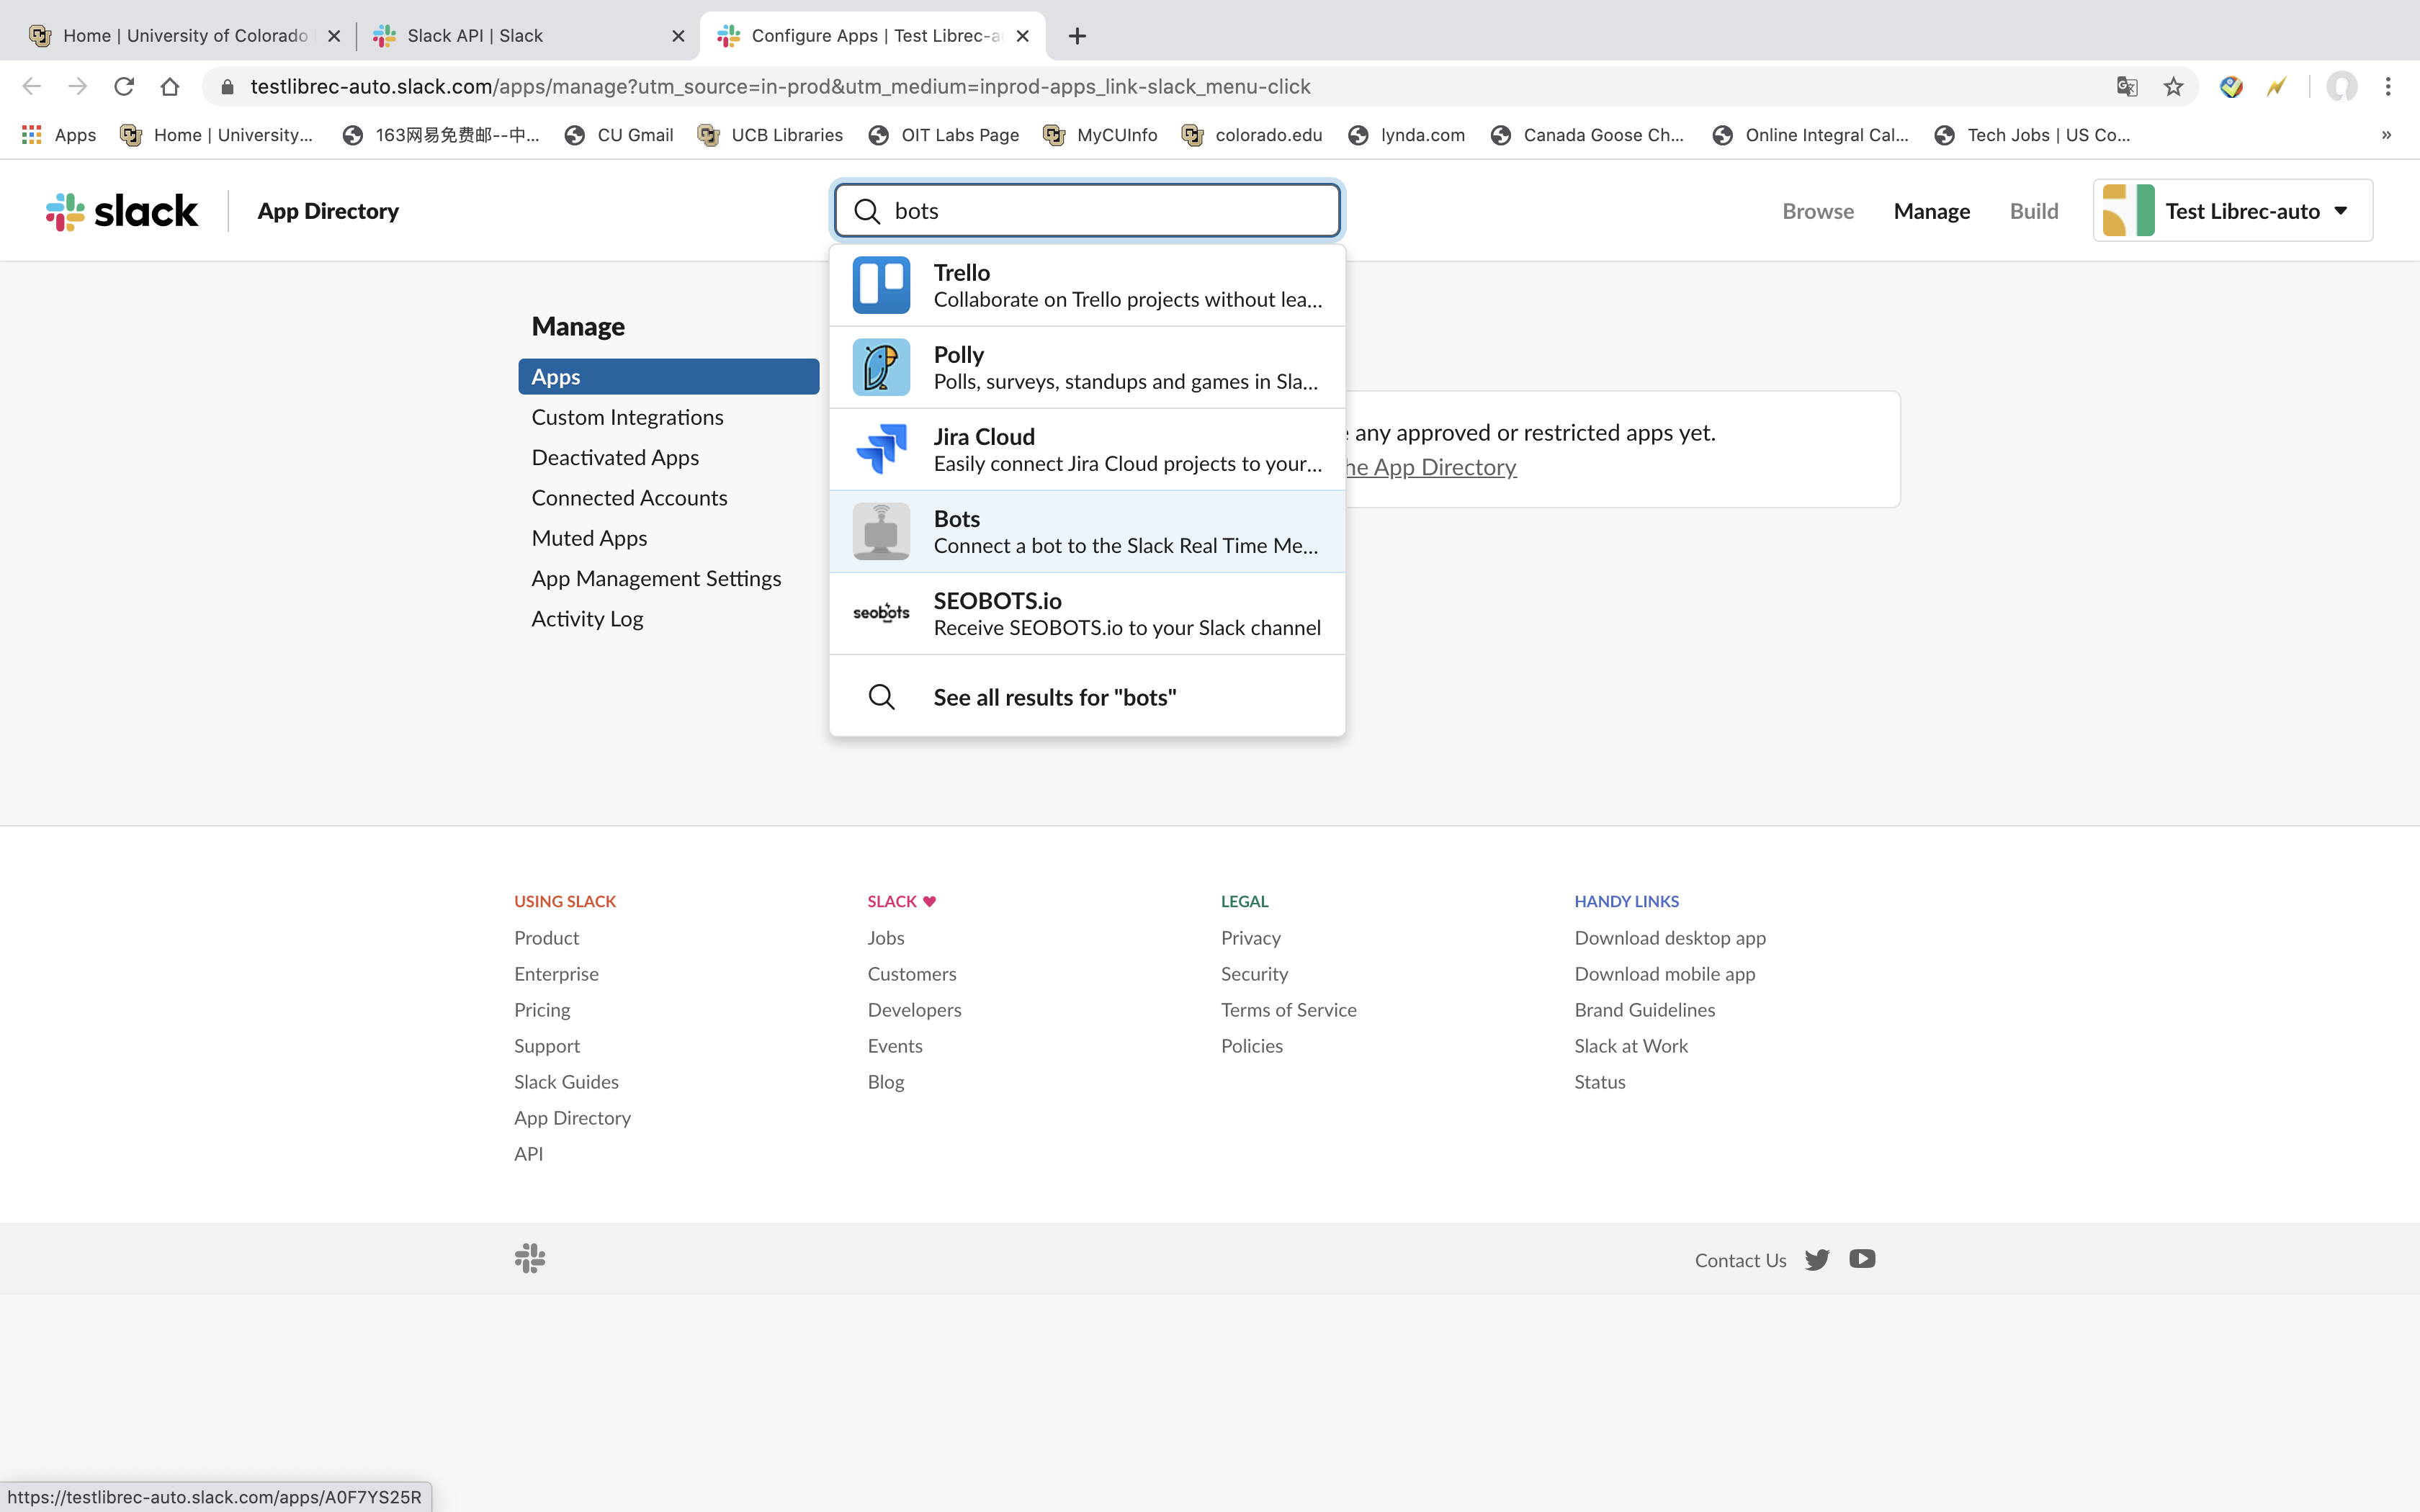 Home | University of Colorado
Slack API | Slack
Configure Apps | Test Librec-a
testlibrec-auto.slack.com/apps/manage?utm_source=in-prod&utm_medium=inprod-apps_link-slack_menu-click
Apps
Home | University...
163网易免费邮--中...
CU Gmail
UCB Libraries
OIT Labs Page
MyCUInfo
colorado.edu
lynda.com
Canada Goose Ch...
Online Integral Cal...
Tech Jobs | US Co...
»
slack
App Directory
bots
Browse
Manage
Build
Test Librec-auto
Manage
Apps
Custom Integrations
Deactivated Apps
Connected Accounts
Muted Apps
App Management Settings
Activity Log
Trello
Collaborate on Trello projects without lea...
Polly
Polls, surveys, standups and games in Sla...
Jira Cloud
Easily connect Jira Cloud projects to your...
Bots
Connect a bot to the Slack Real Time Me...
seobots
SEOBOTS.io
Receive SEOBOTS.io to your Slack channel
See all results for "bots"
any approved or restricted apps yet.
he App Directory
USING SLACK
Product
Enterprise
Pricing
Support
Slack Guides
App Directory
API
SLACK ♥
Jobs
Customers
Developers
Events
Blog
LEGAL
Privacy
Security
Terms of Service
Policies
HANDY LINKS
Download desktop app
Download mobile app
Brand Guidelines
Slack at Work
Status
Contact Us
https://testlibrec-auto.slack.com/apps/A0F7YS25R